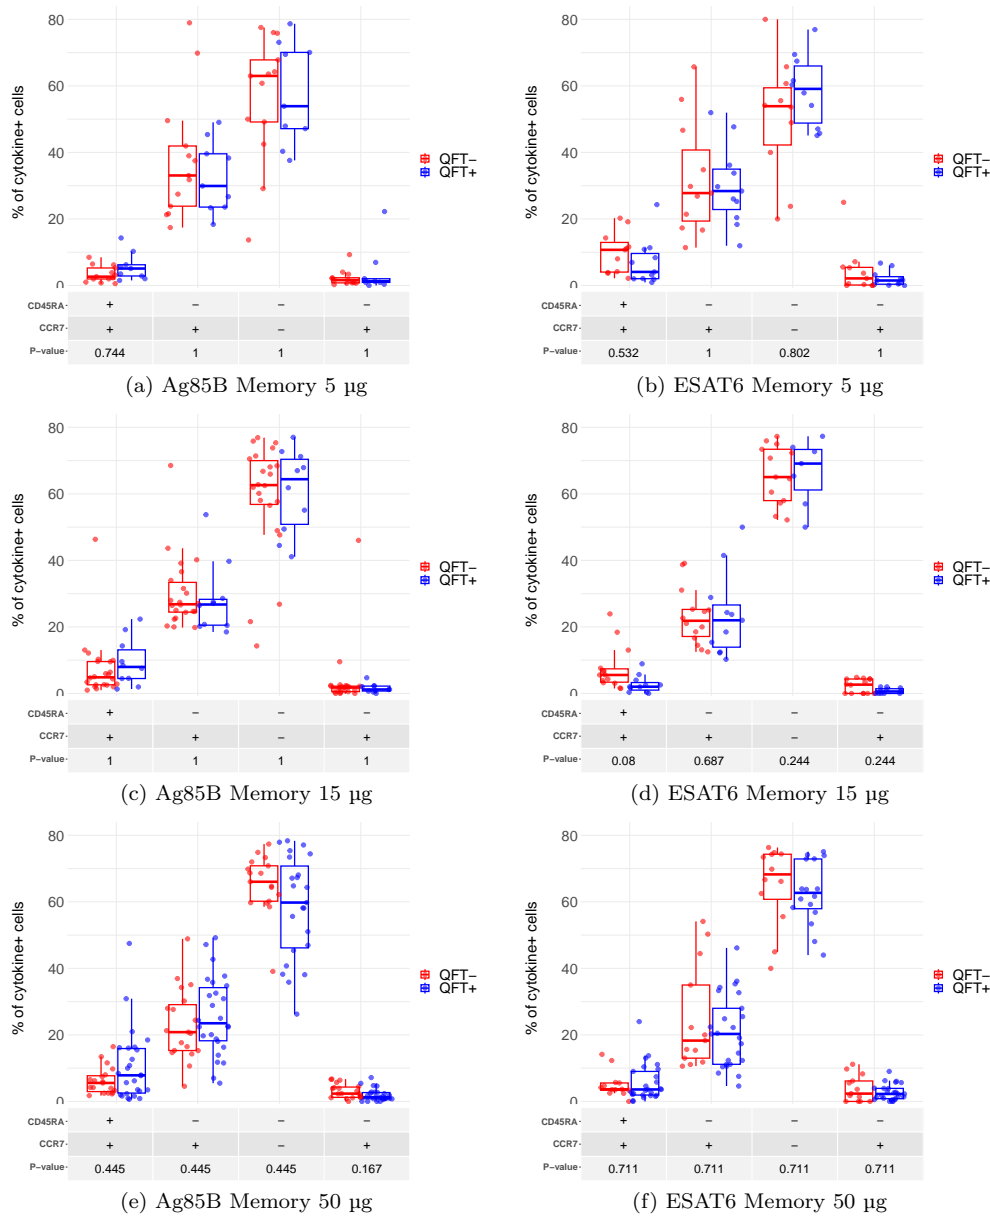 80
60
40
20
0
% of cytokine+ cells
QFT−
QFT+
CD45RA + − − −
CCR7 + + − +
P−value 0.744 1 1 1
(a) Ag85B Memory 5 µg
80
60
40
20
0
% of cytokine+ cells
QFT−
QFT+
CD45RA + − − −
CCR7 + + − +
P−value 0.532 1 0.802 1
(b) ESAT6 Memory 5 µg
80
60
40
20
0
% of cytokine+ cells
QFT−
QFT+
CD45RA + − − −
CCR7 + + − +
P−value 1 1 1 1
(c) Ag85B Memory 15 µg
80
60
40
20
0
% of cytokine+ cells
QFT−
QFT+
CD45RA + − − −
CCR7 + + − +
P−value 0.08 0.687 0.244 0.244
(d) ESAT6 Memory 15 µg
80
60
40
20
0
% of cytokine+ cells
QFT−
QFT+
CD45RA + − − −
CCR7 + + − +
P−value 0.445 0.445 0.445 0.167
(e) Ag85B Memory 50 µg
80
60
40
20
0
% of cytokine+ cells
QFT−
QFT+
CD45RA + − − −
CCR7 + + − +
P−value 0.711 0.711 0.711 0.711
(f) ESAT6 Memory 50 µg